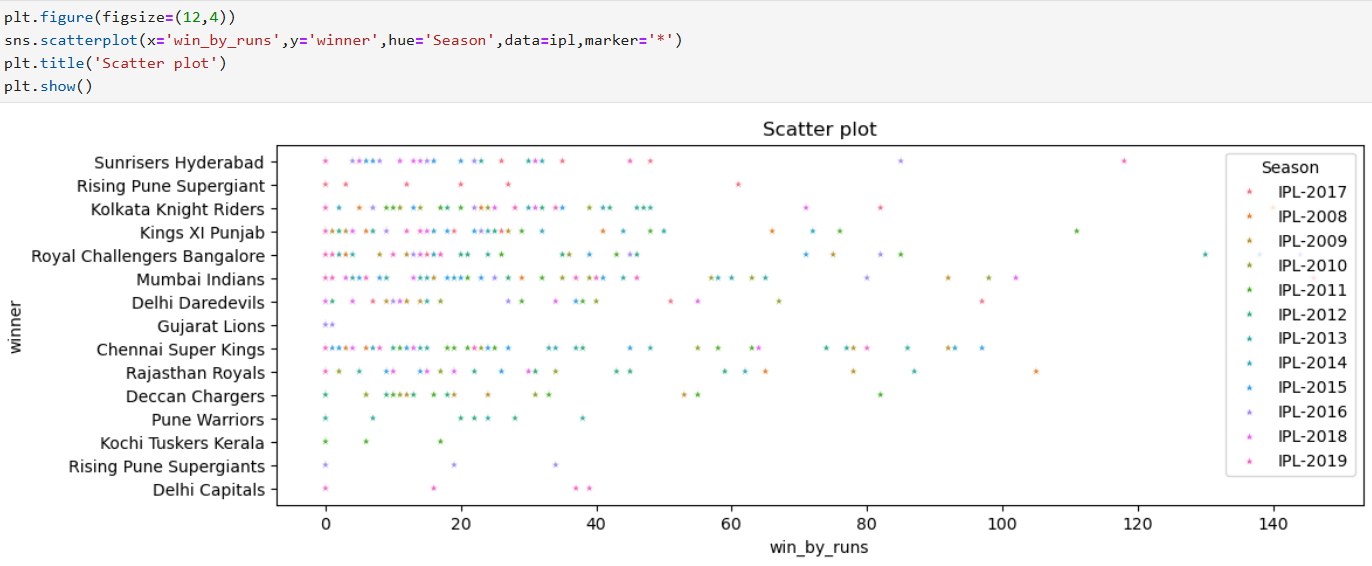 plt.figure(figsize=(12,4))
sns.scatterplot(x='win_by_runs',y='winner',hue='Season',data=ipl,marker='*')
plt.title('Scatter plot')
plt.show()
Scatter plot
winner
Sunrisers Hyderabad
Rising Pune Supergiant
Kolkata Knight Riders
Kings XI Punjab
Royal Challengers Bangalore
Mumbai Indians
Delhi Daredevils
Gujarat Lions
Chennai Super Kings
Rajasthan Royals
Deccan Chargers
Pune Warriors
Kochi Tuskers Kerala
Rising Pune Supergiants
Delhi Capitals
Season
IPL-2017
IPL-2008
IPL-2009
IPL-2010
IPL-2011
IPL-2012
IPL-2013
IPL-2014
IPL-2015
IPL-2016
IPL-2018
IPL-2019
0 20 40 60 80 100 120 140
win_by_runs